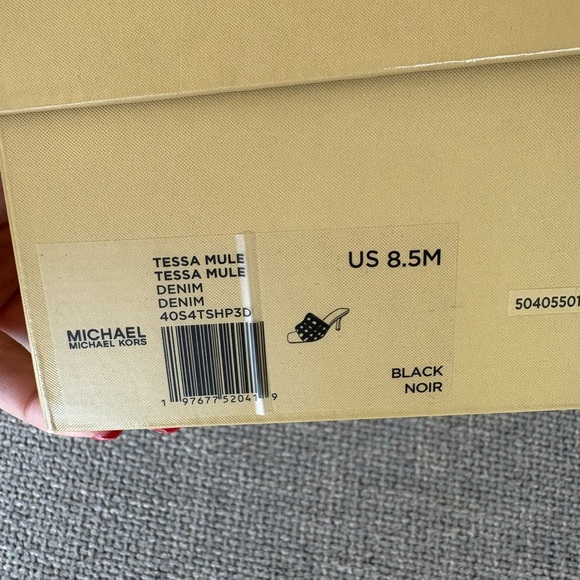 TESSA MULE
TESSA MULE
DENIM
DENIM
40S4TSHP3D
MICHAEL
MICHAEL KORS
1 97677 52041 9
US 8.5M
BLACK
NOIR
50405501